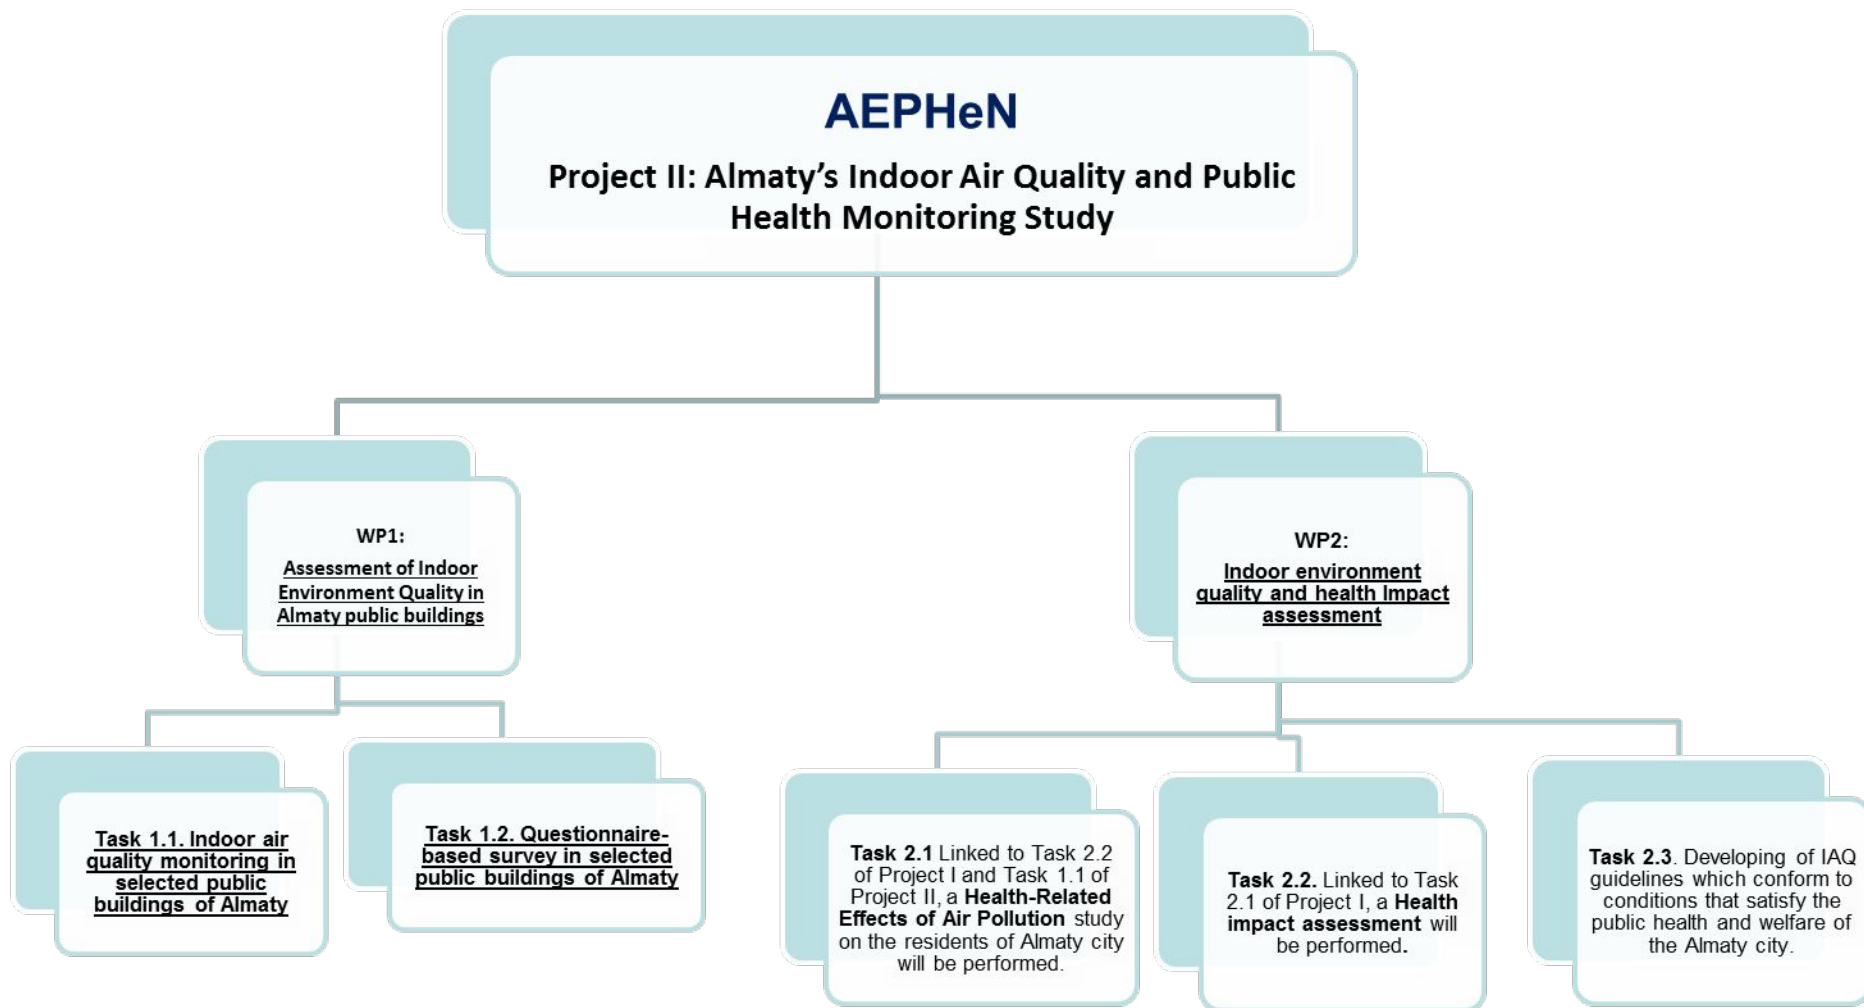 AEPHeN
Project II: Almaty’s Indoor Air Quality and Public
Health Monitoring Study
WP1:
Assessment of Indoor
Environment Quality in
Almaty public buildings
WP2:
Indoor environment
quality and health Impact
assessment
Task 1.1. Indoor air
quality monitoring in
selected public
buildings of Almaty
Task 1.2. Questionnaire-
based survey in selected
public buildings of Almaty
Task 2.1 Linked to Task 2.2
of Project I and Task 1.1 of
Project II, a Health-Related
Effects of Air Pollution study
on the residents of Almaty city
will be performed.
Task 2.2. Linked to Task
2.1 of Project I, a Health
impact assessment will
be performed.
Task 2.3. Developing of IAQ
guidelines which conform to
conditions that satisfy the
public health and welfare of
the Almaty city.